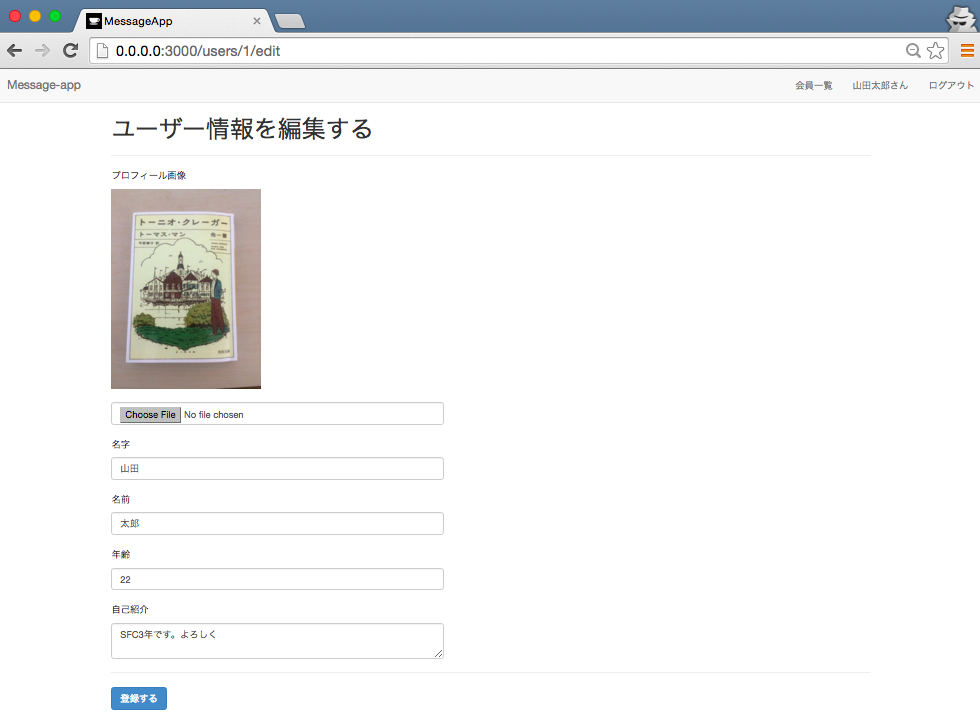 MessageApp
0.0.0.0:3000/users/1/edit
Message-app
会員一覧 山田太郎さん ログアウト
ユーザー情報を編集する
プロフィール画像
トーニオ・クレーガー
トーマス・マン
Choose File No file chosen
名字
山田
名前
太郎
年齢
22
自己紹介
SFC3年です。よろしく
登録する